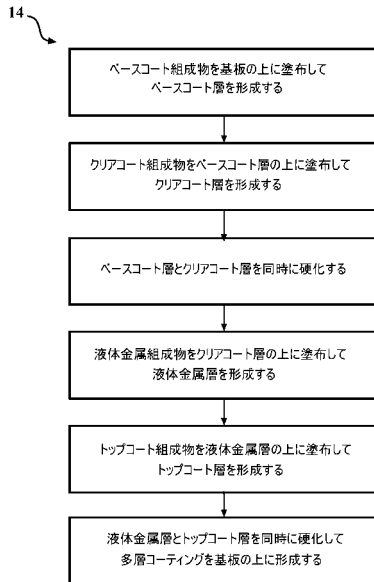 14
ベースコート組成物を基板の上に塗布して
ベースコート層を形成する
クリアコート組成物をベースコート層の上に塗布して
クリアコート層を形成する
ベースコート層とクリアコート層を同時に硬化する
液体金属組成物をクリアコート層の上に塗布して
液体金属層を形成する
トップコート組成物を液体金属層の上に塗布して
トップコート層を形成する
液体金属層とトップコート層を同時に硬化して
多層コーティングを基板の上に形成する